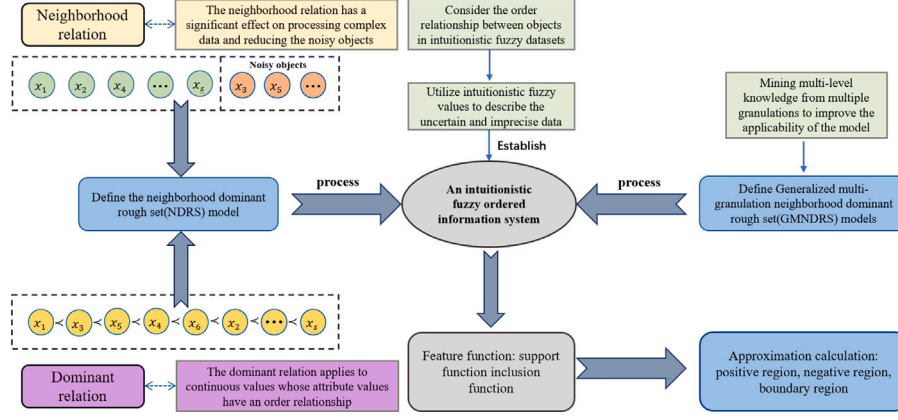 Neighborhood
relation
The neighborhood relation has a
significant effect on processing complex
data and reducing the noisy objects
Consider the order
relationship between objects
in intuitionistic fuzzy datasets
Noisy objects
x1 x2 x4 ••• xs x3 x5 •••
Utilize intuitionistic fuzzy
values to describe the
uncertain and imprecise data
Mining multi-level
knowledge from multiple
granulations to improve the
applicability of the model
Establish
Define the neighborhood dominant
rough set(NDRS) model
process
An intuitionistic
fuzzy ordered
information system
process
Define Generalized multi-
granulation neighborhood dominant
rough set(GMNDRS) models
x1 ≺ x3 ≺ x5 ≺ x4 ≺ x6 ≺ x2 ≺ ••• ≺ xs
Dominant
relation
The dominant relation applies to
continuous values whose attribute values
have an order relationship
Feature function: support
function inclusion
function
Approximation calculation:
positive region, negative region,
boundary region